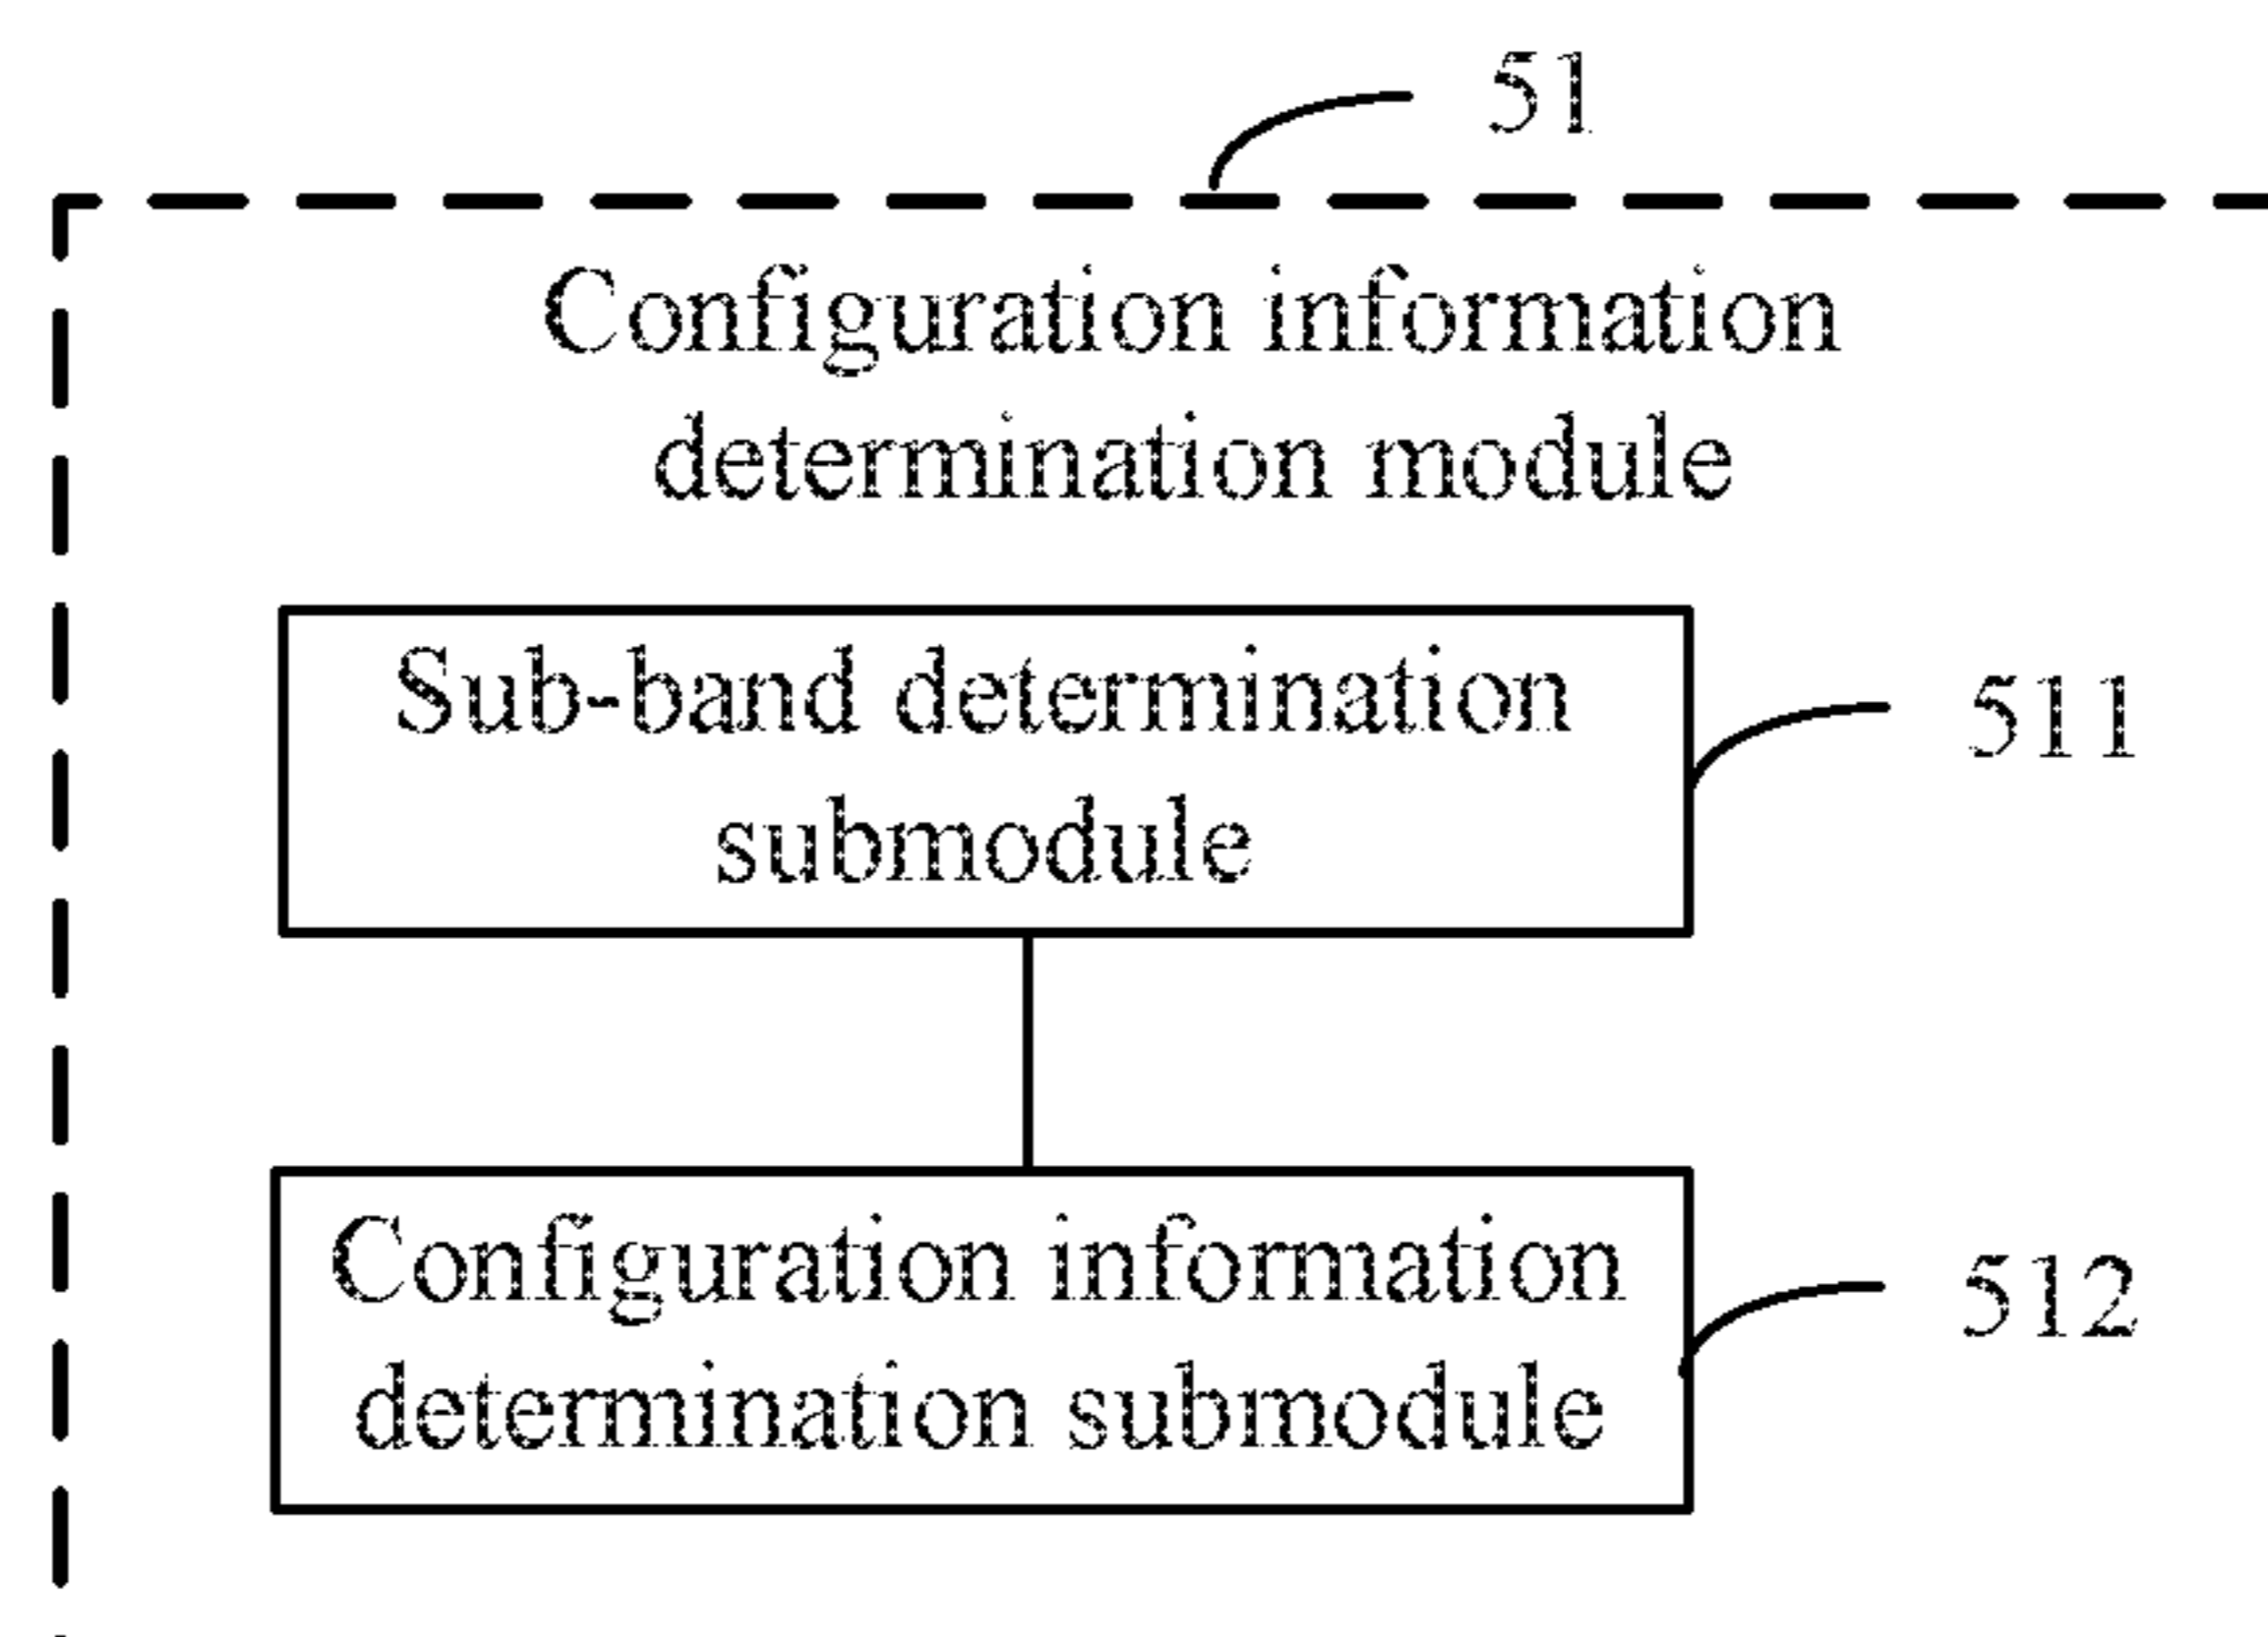 51
Configuration information
determination module
Sub-band determination
submodule
511
Configuration information
determination submodule
512